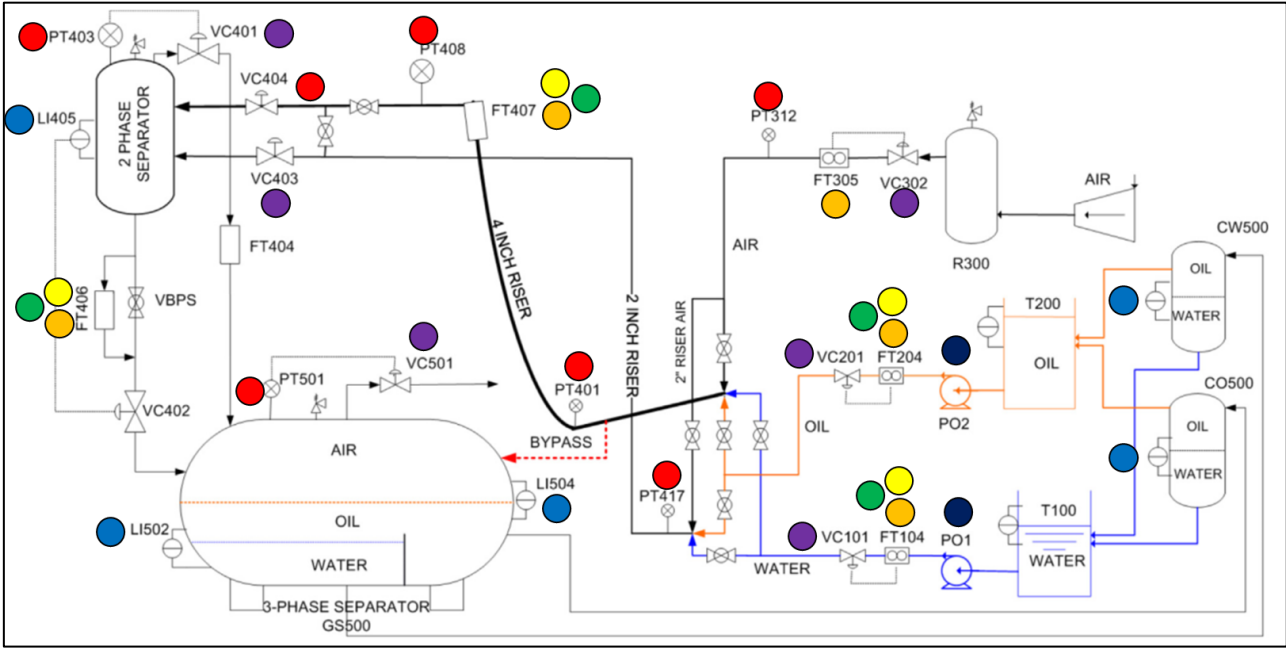 PT403
VC401
PT408
VC404
FT407
PT312
LI405
2 PHASE
SEPARATOR
VC403
FT305
VC302
AIR
R300
CW500
FT404
4 INCH RISER
2 INCH RISER
AIR
2" RISER AIR
OIL
WATER
T200
OIL
FT406
VBPS
VC501
PT501
PT401
VC201
FT204
PO2
CO500
OIL
WATER
VC402
BYPASS
OIL
AIR
PT417
LI504
LI502
OIL
WATER
VC101
FT104
PO1
T100
WATER
WATER
3-PHASE SEPARATOR
GS500